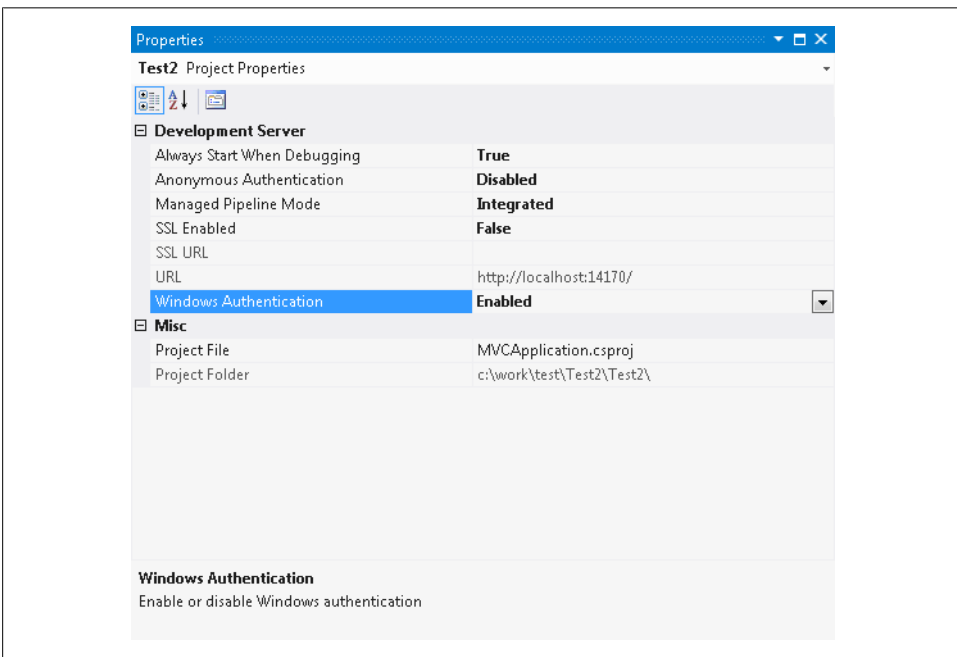 Properties
Test2 Project Properties
Development Server
Always Start When Debugging True
Anonymous Authentication Disabled
Managed Pipeline Mode Integrated
SSL Enabled False
SSL URL
URL http://localhost:14170/
Windows Authentication Enabled
Misc
Project File MVCApplication.csproj
Project Folder c:\work\test\Test2\Test2\
Windows Authentication
Enable or disable Windows authentication